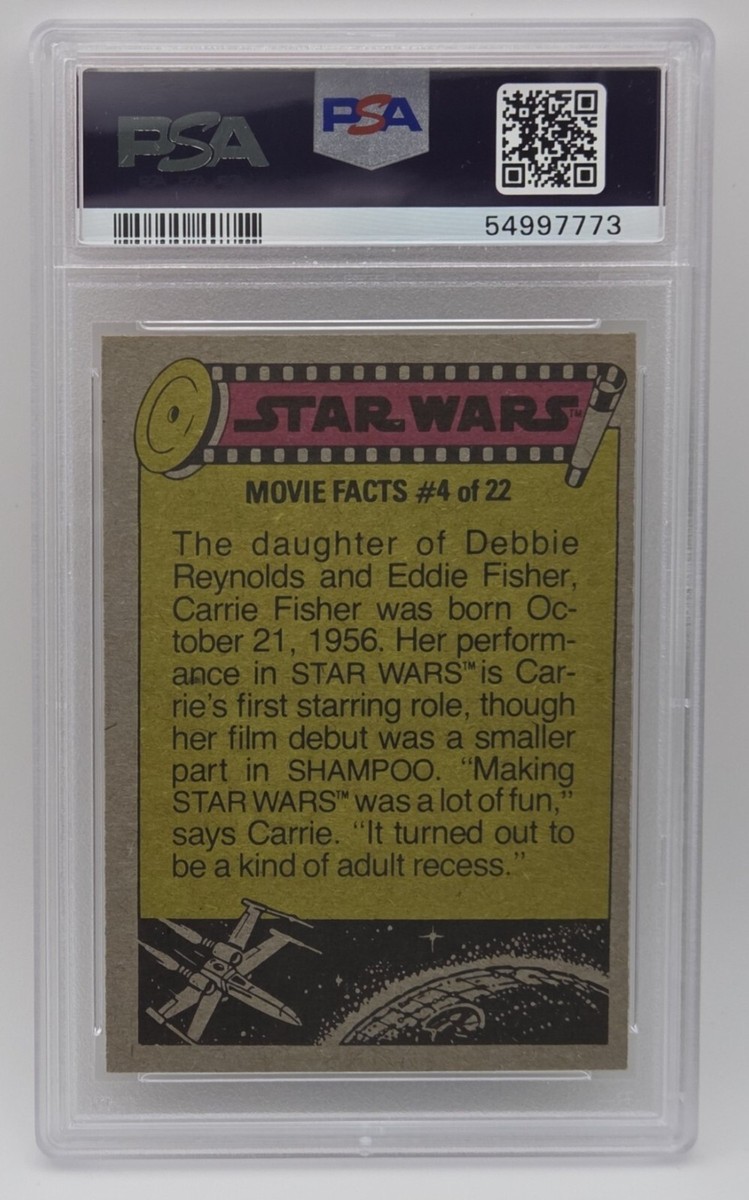 PSA
PSA
54997773
STAR WARS™
MOVIE FACTS #4 of 22
The daughter of Debbie
Reynolds and Eddie Fisher,
Carrie Fisher was born Oc-
tober 21, 1956. Her perform-
ance in STAR WARS™ is Car-
rie's first starring role, though
her film debut was a smaller
part in SHAMPOO. “Making
STAR WARS™ was a lot of fun,”
says Carrie. “It turned out to
be a kind of adult recess.”